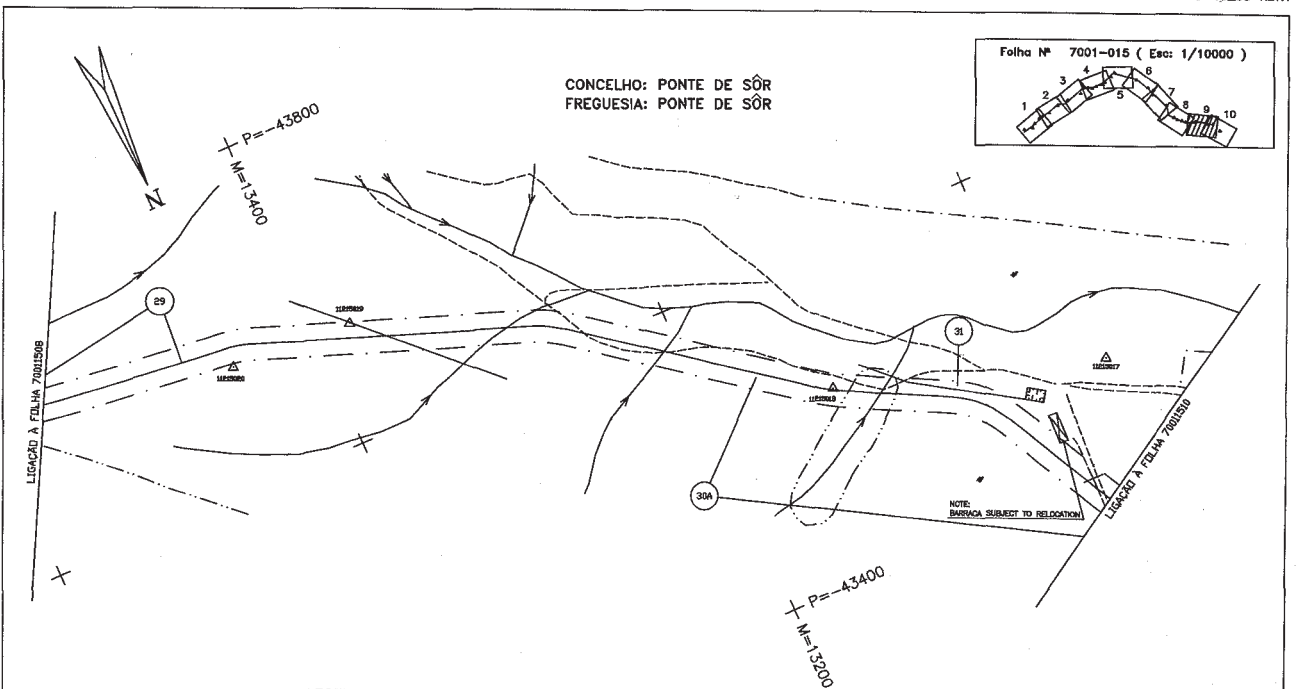 Folha Nº 7001-015 ( Esc: 1/10000 )
1
2
3
4
5
6
7
8
9
10
CONCELHO: PONTE DE SÔR
FREGUESIA: PONTE DE SÔR
P=-43800
M=13400
N
29
31
30A
LIGAÇÃO À FOLHA 70011508
LIGAÇÃO À FOLHA 70011510
NOTE:
BARRACA SUBJECT TO RELOCATION
P=-43400
M=13200